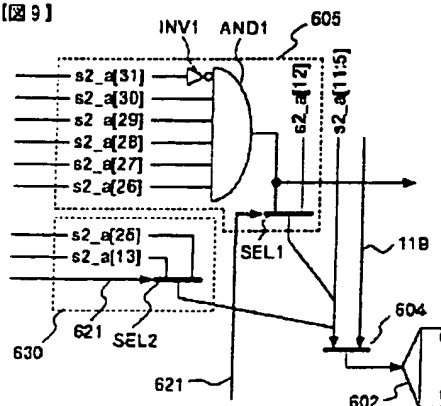 【図9】
INV1
AND1
605
s2_a[31]
s2_a[30]
s2_a[29]
s2_a[28]
s2_a[27]
s2_a[26]
s2_a[12]
s2_a[11:5]
SEL1
11B
s2_a[25]
s2_a[13]
621
SEL2
630
621
604
602